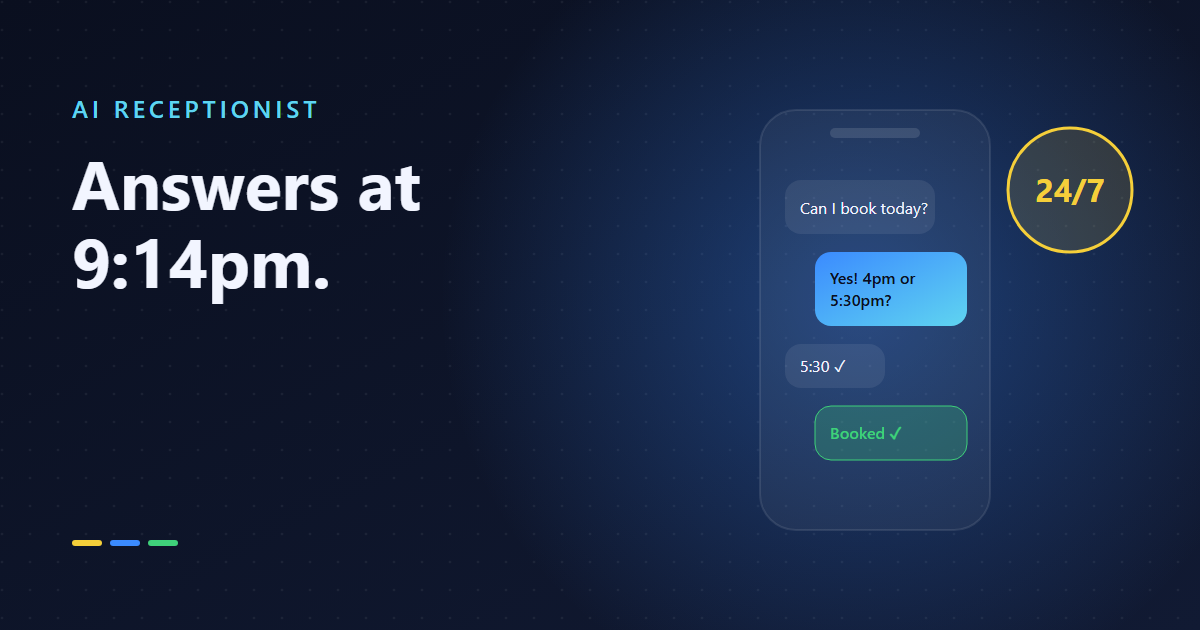 AI RECEPTIONIST
Answers at
9:14pm.
Can I book today?
Yes! 4pm or
5:30pm?
5:30 ✓
Booked ✓
24/7